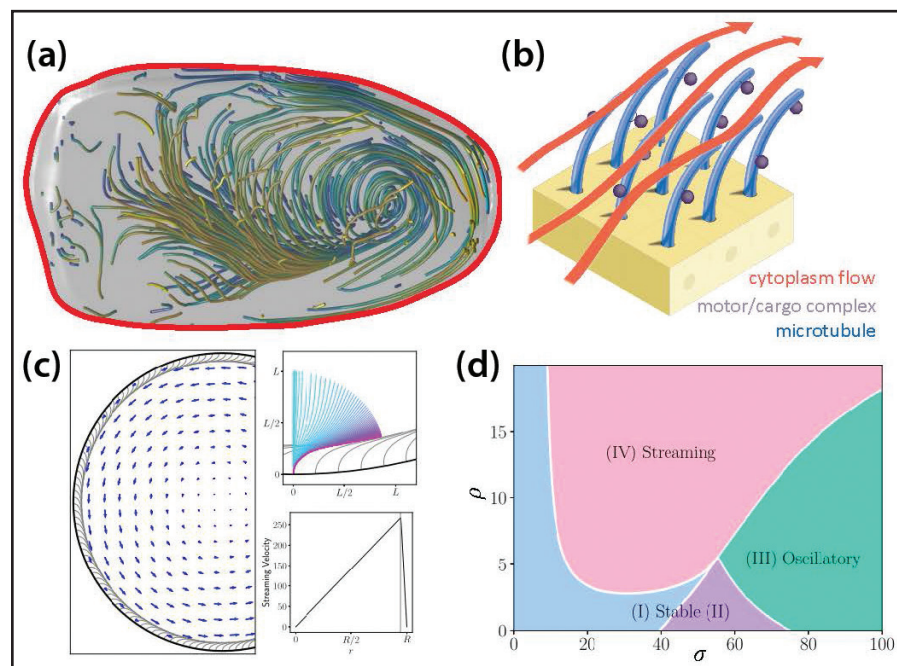 (a)
(b)
cytoplasm flow
motor/cargo complex
microtubule
(c)
L
L/2
0
0
L/2
L
Streaming Velocity
250
200
150
100
50
0
0
R/2
R
r
(d)
ρ
15
10
5
0
(IV) Streaming
(III) Oscillatory
(I) Stable (II)
0
20
40
60
80
100
σ